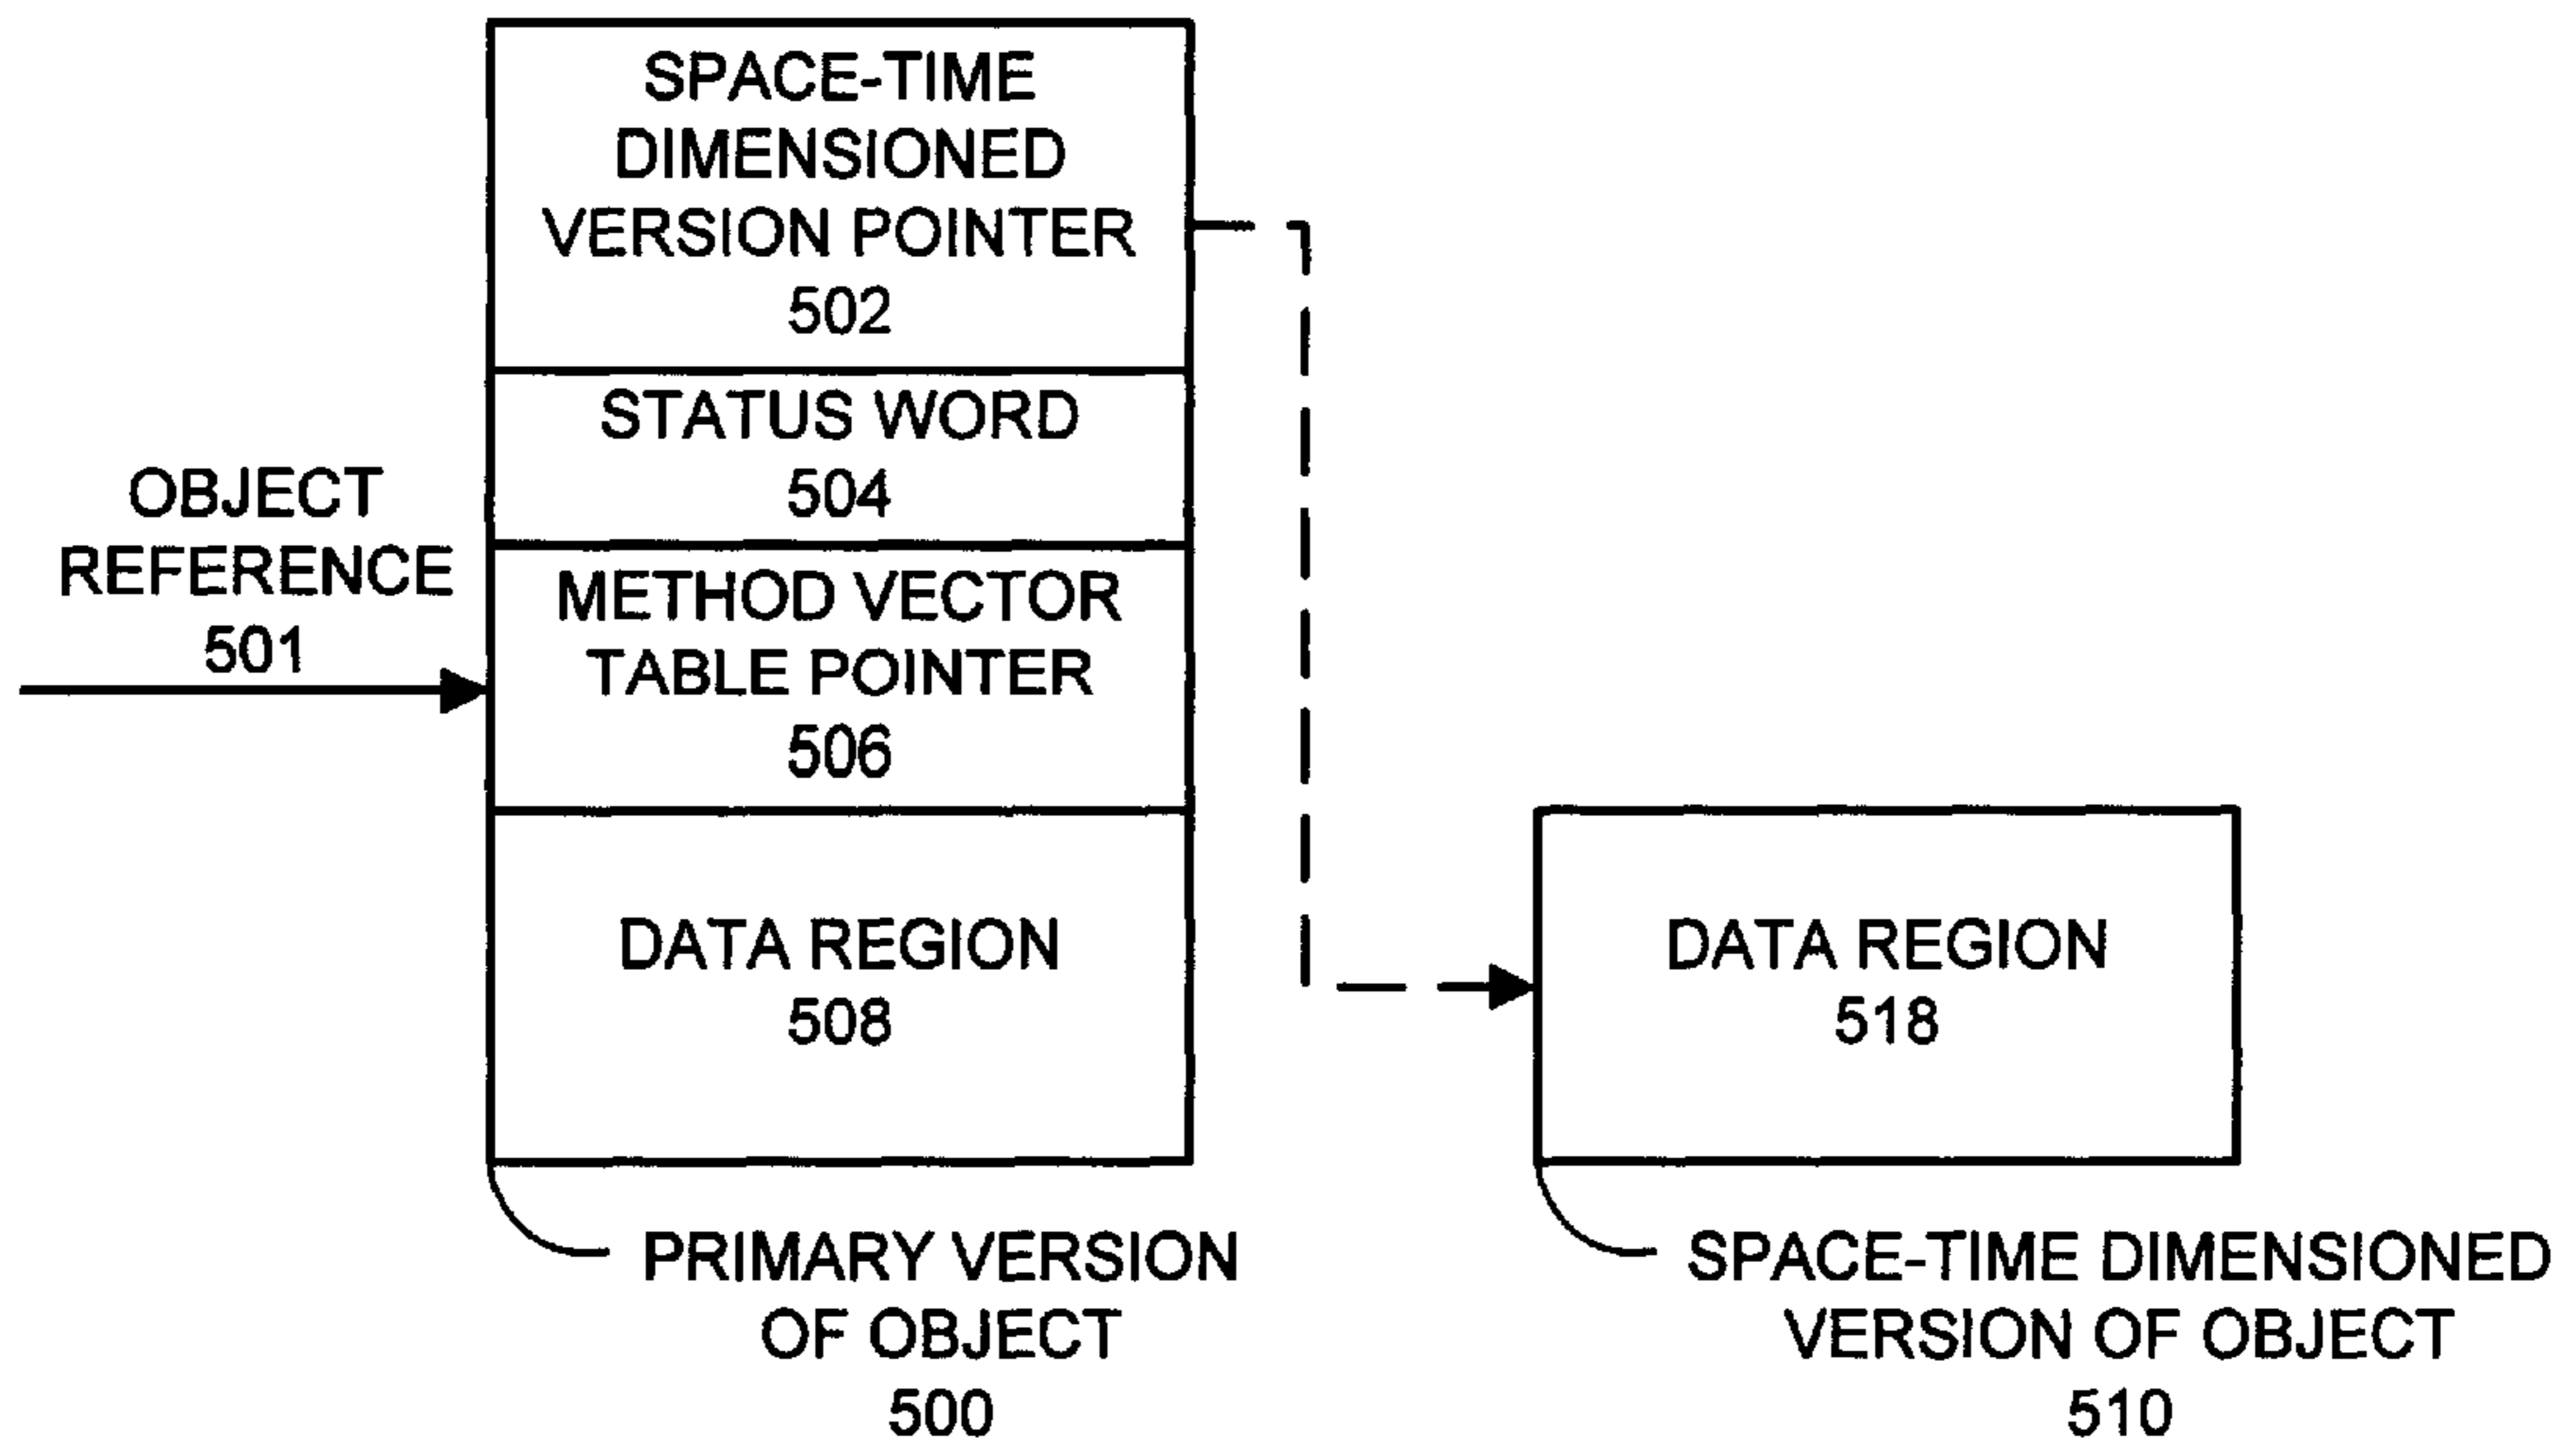 SPACE-TIME
DIMENSIONED
VERSION POINTER
502
STATUS WORD
504
OBJECT
REFERENCE
501
METHOD VECTOR
TABLE POINTER
506
DATA REGION
508
DATA REGION
518
PRIMARY VERSION
OF OBJECT
500
SPACE-TIME DIMENSIONED
VERSION OF OBJECT
510